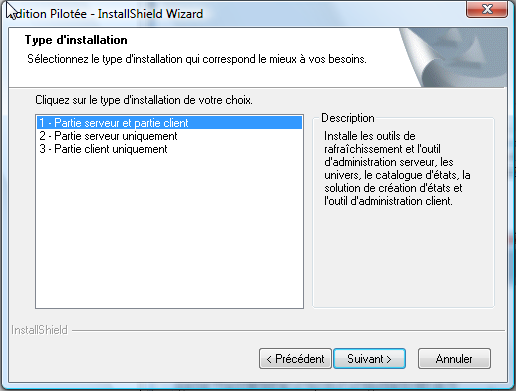 Edition Pilotée - InstallShield Wizard
Type d'installation
Sélectionnez le type d'installation qui correspond le mieux à vos besoins.
Cliquez sur le type d'installation de votre choix.
1 - Partie serveur et partie client
2 - Partie serveur uniquement
3 - Partie client uniquement
Description
Installe les outils de
rafraîchissement et l'outil
d'administration serveur, les
univers, le catalogue d'états, la
solution de création d'états et
l'outil d'administration client.
InstallShield
< Précédent
Suivant >
Annuler